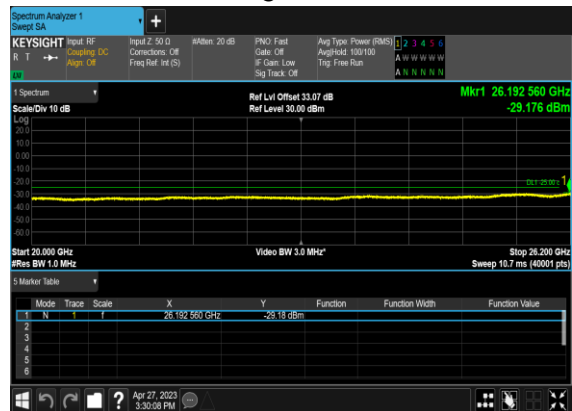 Spectrum Analyzer 1
Swept SA
+
KEYSIGHT Input: RF Input Z: 50 Ω #Atten: 20 dB PNO: Fast Avg Type: Power (RMS) 1 2 3 4 5 6
R T Coupling: DC Corrections: Off Gate: Off Avg|Hold: 100/100 A W W W W W
Align: Off Freq Ref: Int (S) IF Gain: Low Trig: Free Run
Sig Track: Off A N N N N N
1 Spectrum Ref Lvl Offset 33.07 dB Mkr1 26.192 560 GHz
Scale/Div 10 dB Ref Level 30.00 dBm -29.176 dBm
Log
20.0
10.0
0.00
-10.0
-20.0
-30.0
-40.0
-50.0
-60.0
1
Start 20.000 GHz Video BW 3.0 MHz* Stop 26.200 GHz
#Res BW 1.0 MHz Sweep 10.7 ms (40001 pts)
5 Marker Table
Mode Trace Scale X Y Function Function Width Function Value
1 N 1 f 26.192 560 GHz -29.18 dBm
2
3
4
5
6
? Apr 27, 2023
3:30:08 PM